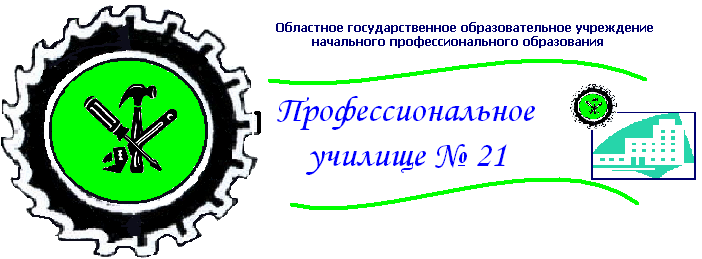 Областное государственное образовательное учреждение
начального профессионального образования
Профессиональное
училище № 21